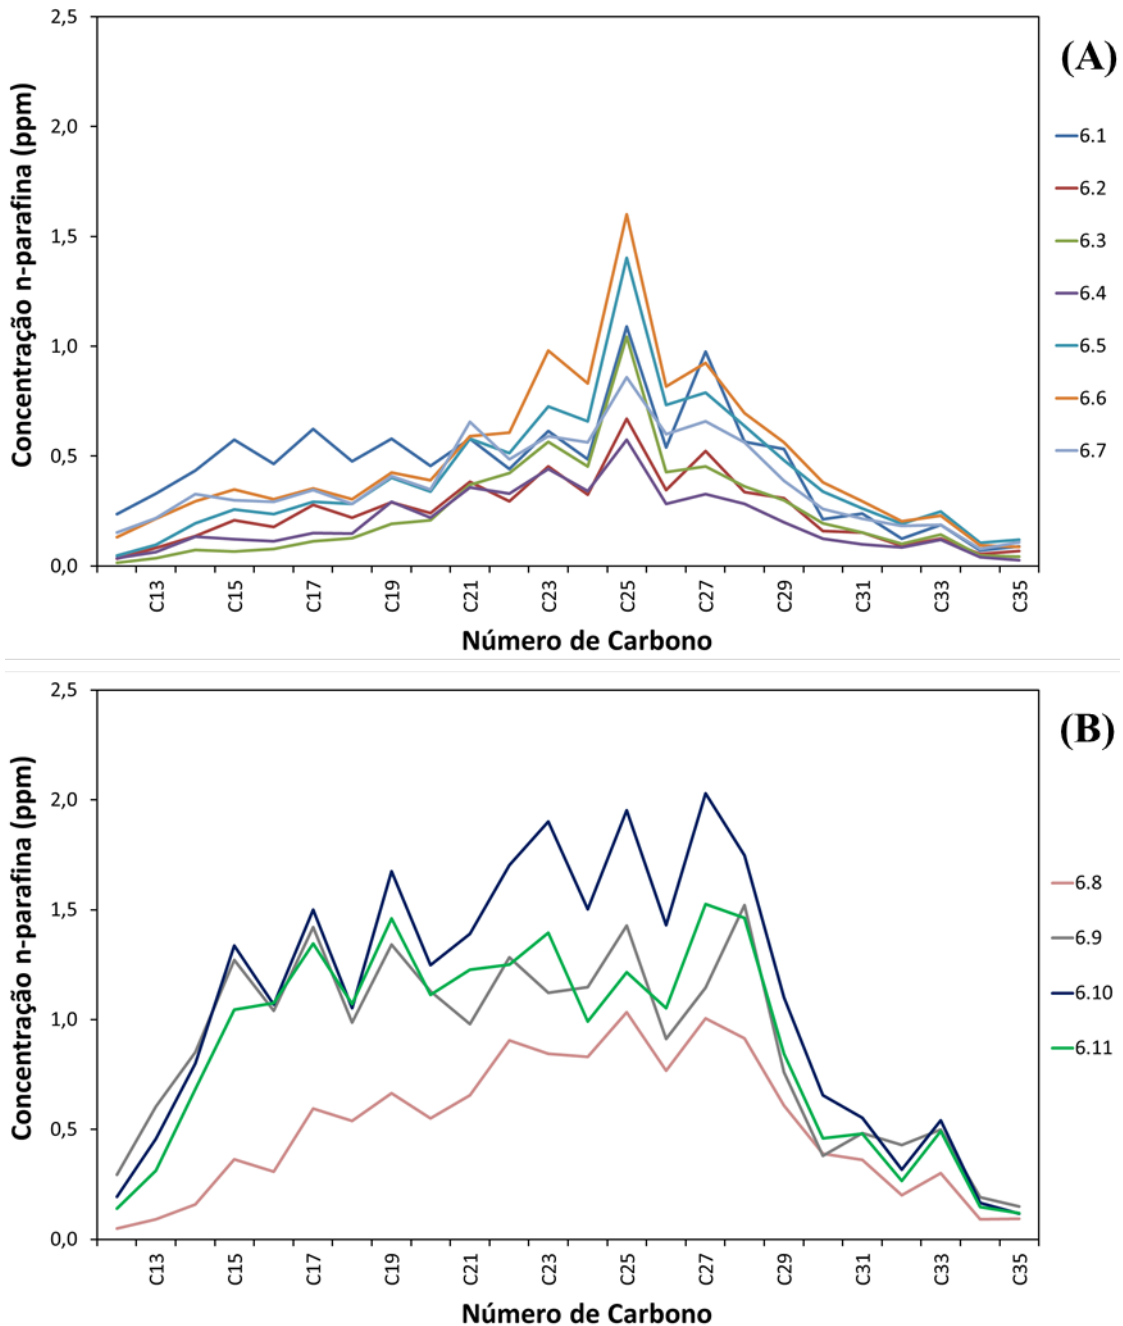 (A)
Concentração n-parafina (ppm)
2,5
2,0
1,5
1,0
0,5
0,0
C13 C15 C17 C19 C21 C23 C25 C27 C29 C31 C33 C35
Número de Carbono
6.1
6.2
6.3
6.4
6.5
6.6
6.7
(B)
Concentração n-parafina (ppm)
2,5
2,0
1,5
1,0
0,5
0,0
C13 C15 C17 C19 C21 C23 C25 C27 C29 C31 C33 C35
Número de Carbono
6.8
6.9
6.10
6.11